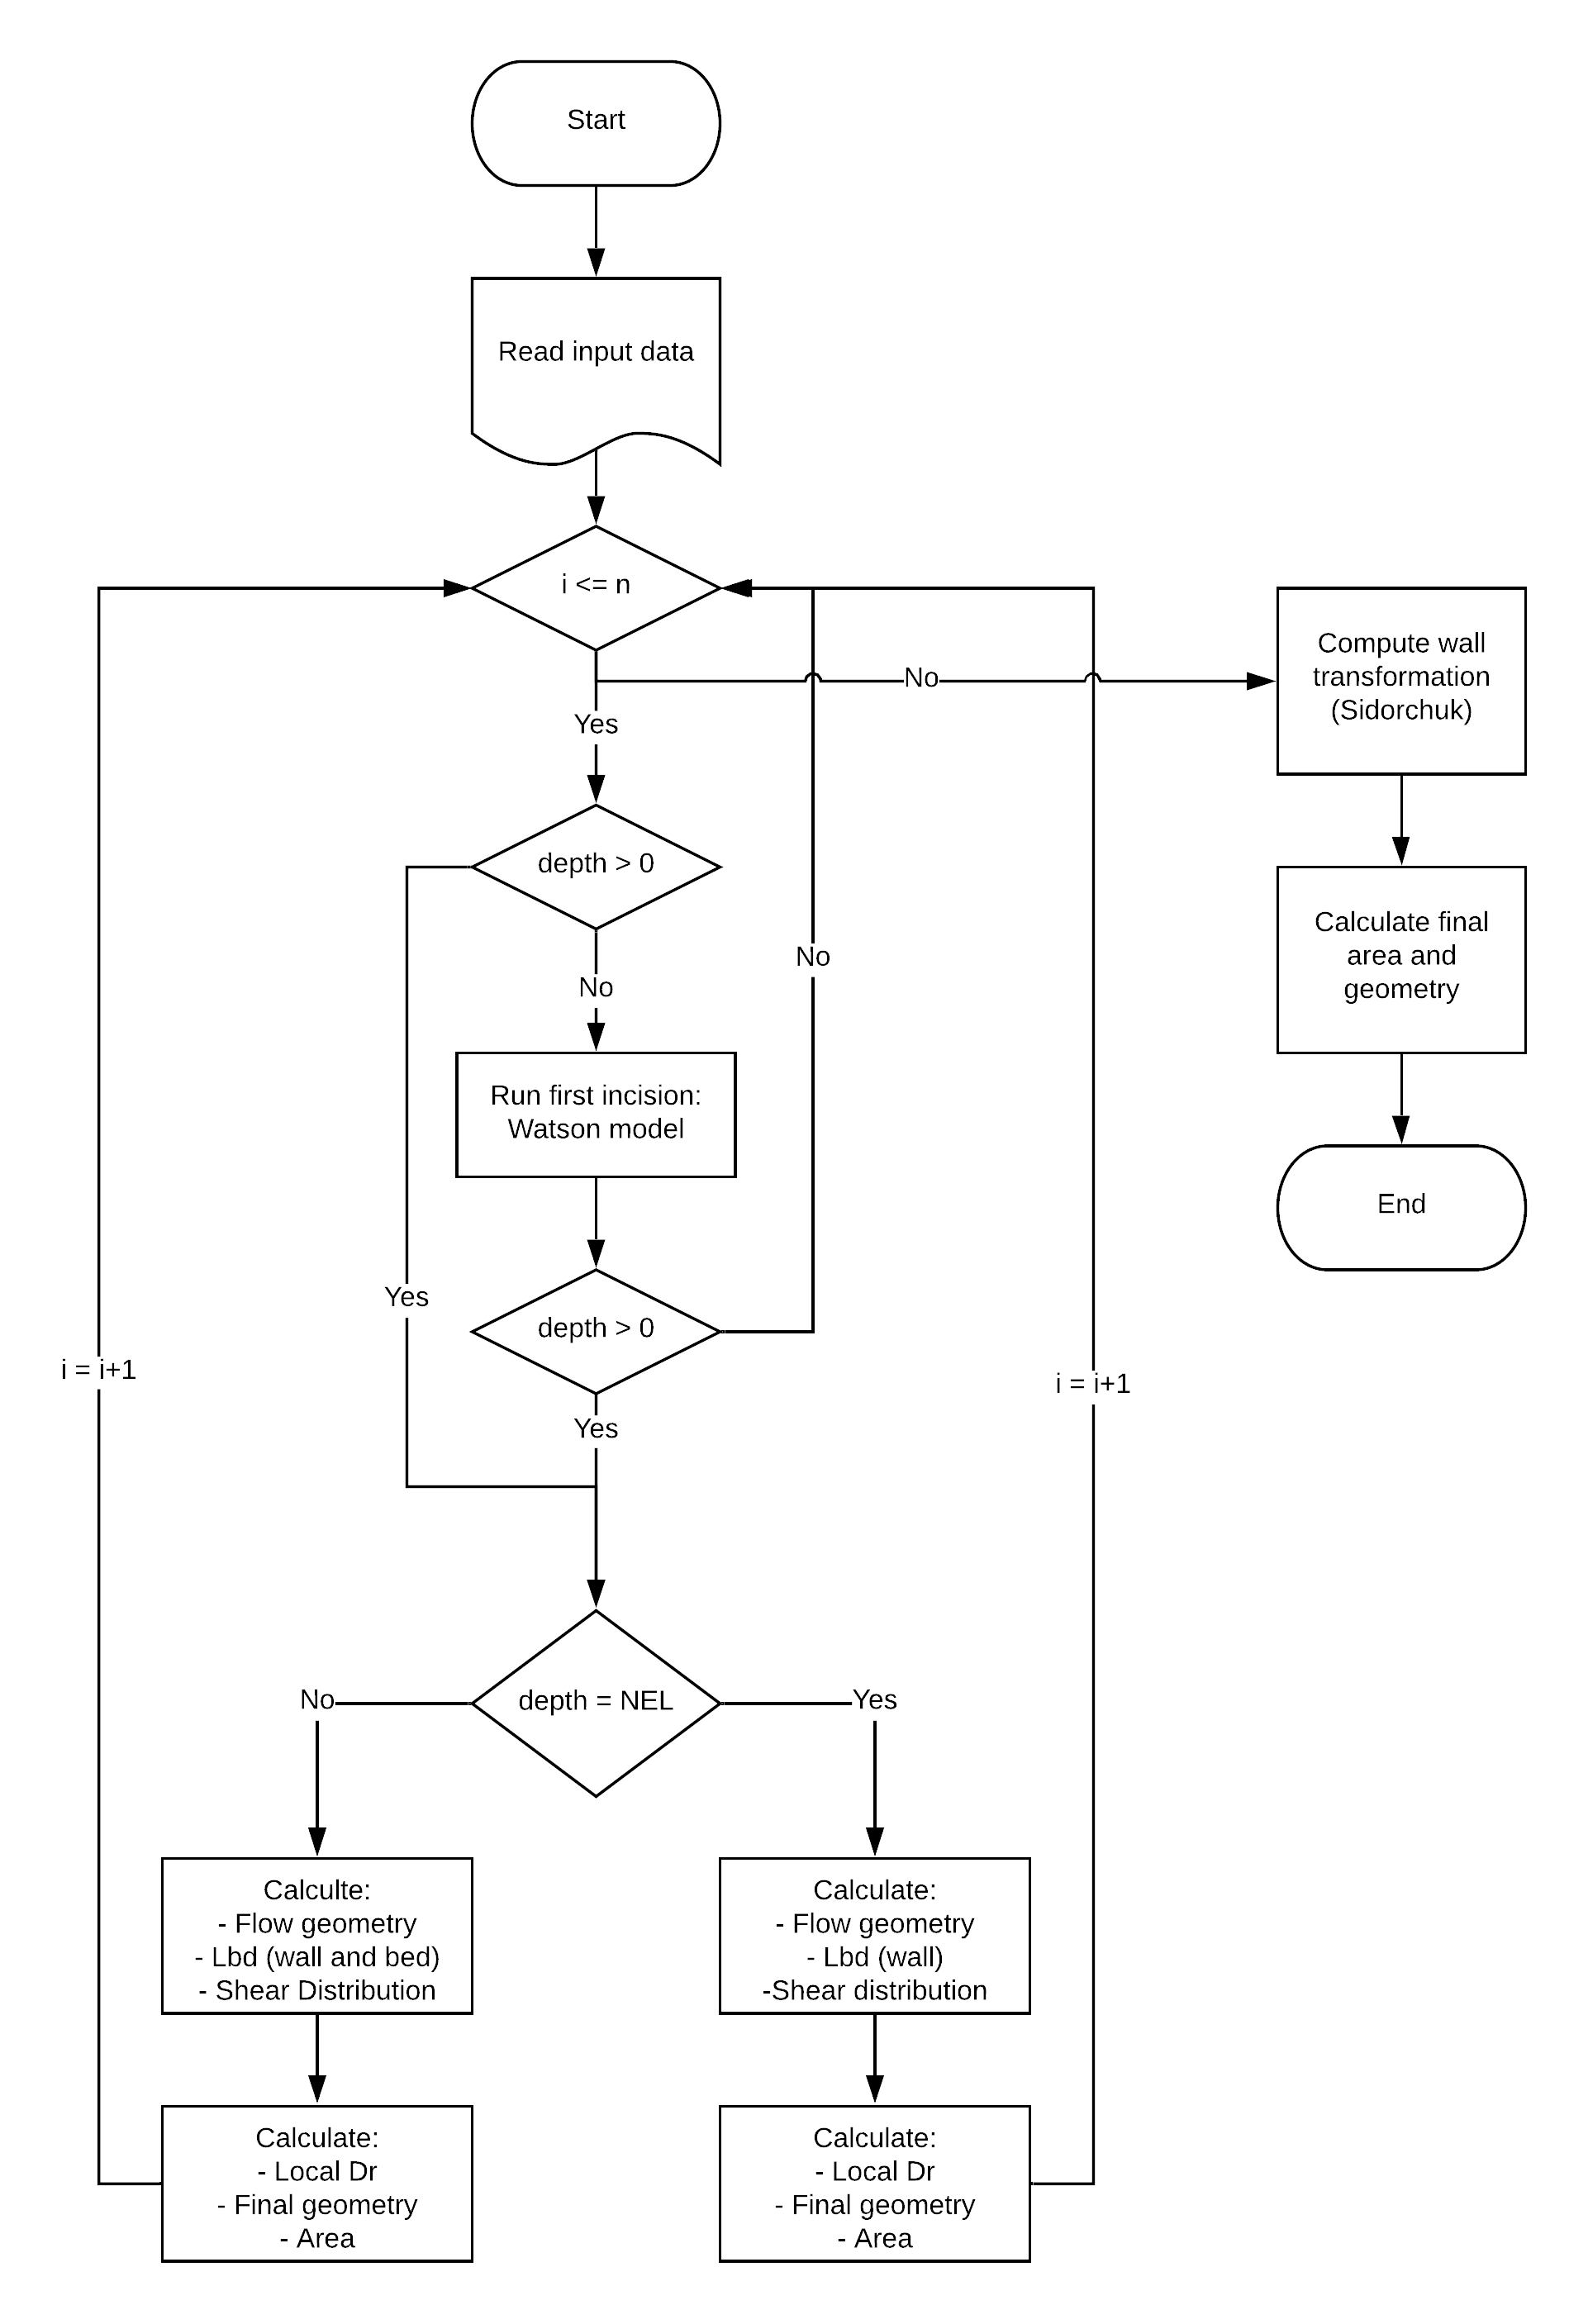 Start
Read input data
i <= n
No
Compute wall
transformation
(Sidorchuk)
Yes
depth > 0
Calculate final
area and
geometry
No
No
Run first incision:
Watson model
End
Yes
depth > 0
i = i+1
i = i+1
Yes
No
depth = NEL
Yes
Calculte:
- Flow geometry
- Lbd (wall and bed)
- Shear Distribution
Calculate:
- Flow geometry
- Lbd (wall)
-Shear distribution
Calculate:
- Local Dr
- Final geometry
- Area
Calculate:
- Local Dr
- Final geometry
- Area